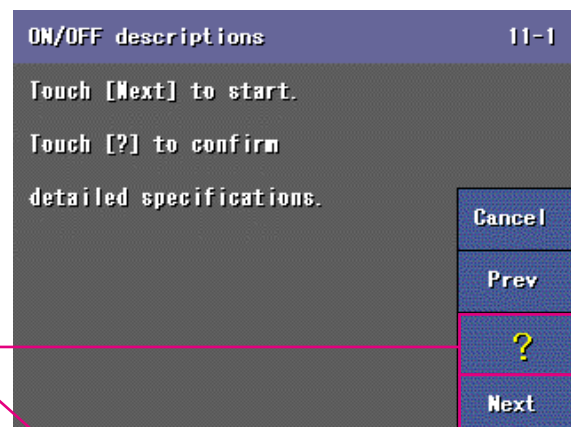 ON/OFF descriptions 11-1
Touch [Next] to start.
Touch [?] to confirm
detailed specifications.
Cancel
Prev
?
Next